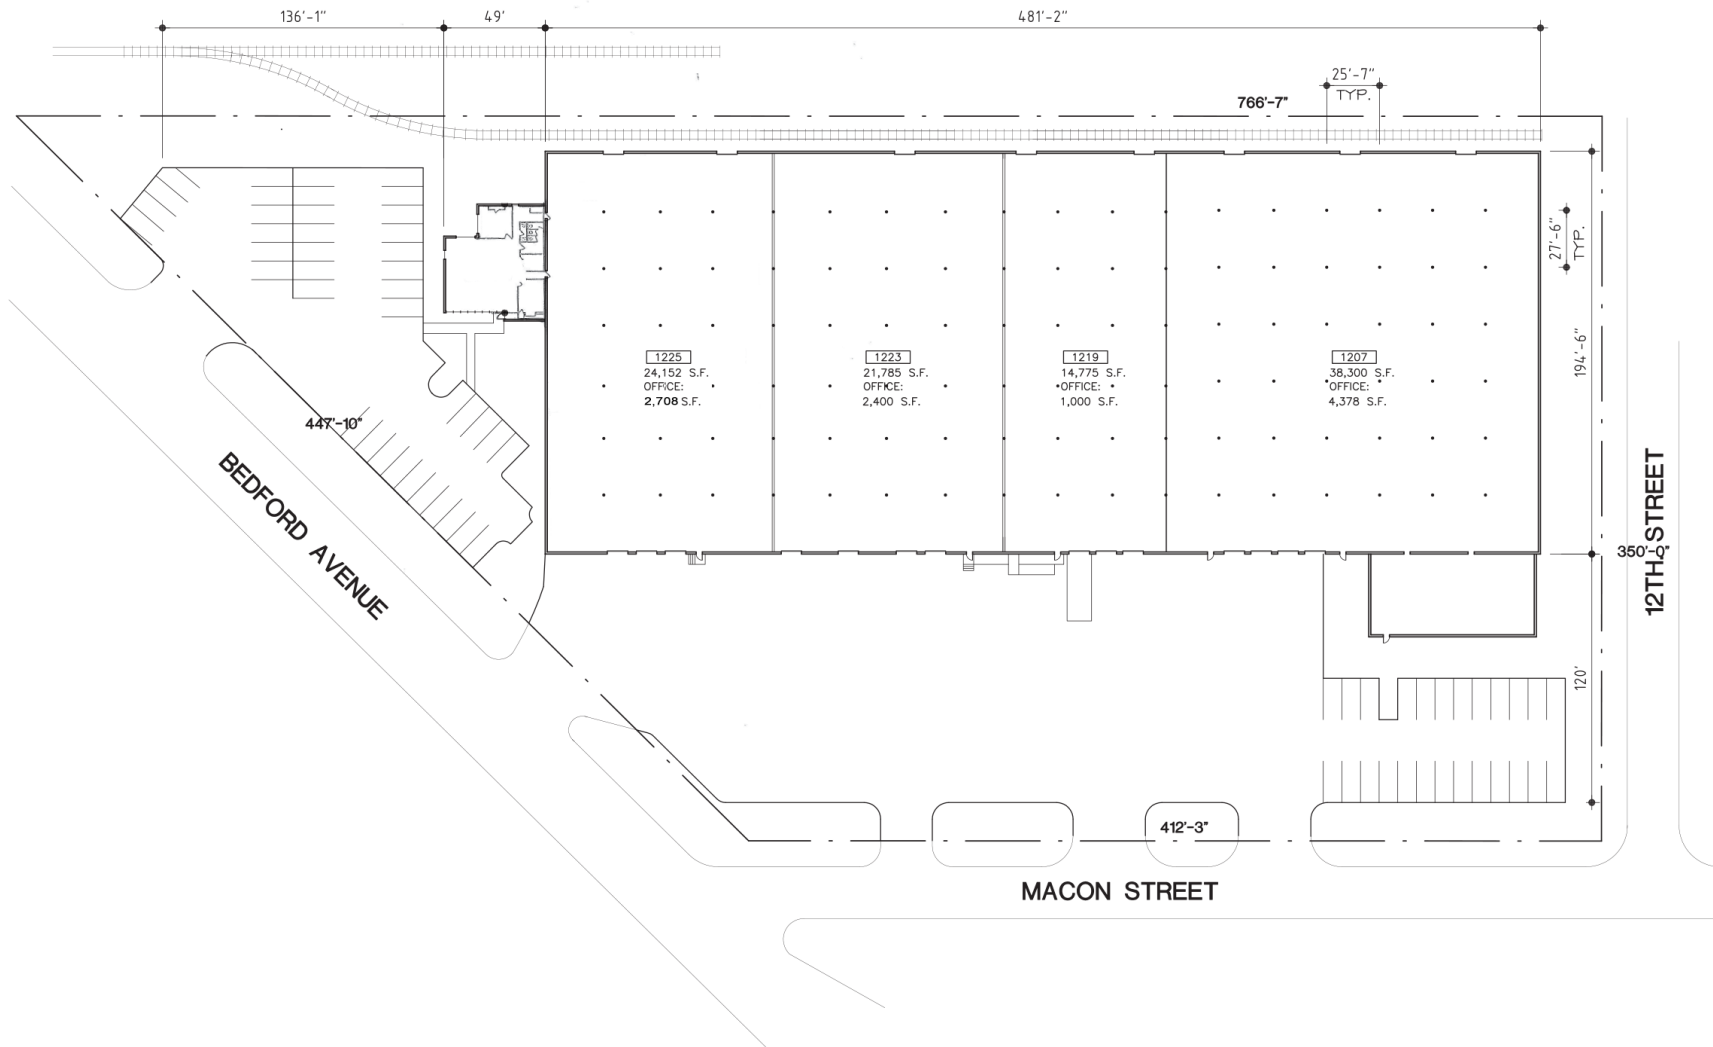 136'-1"
49'
481'-2"
25'-7"
TYP.
766'-7"
27'-6"
TYP.
194'-6"
1225
24,152 S.F.
OFFICE:
2,708 S.F.
1223
21,785 S.F.
OFFICE:
2,400 S.F.
1219
14,775 S.F.
OFFICE:
1,000 S.F.
1207
38,300 S.F.
OFFICE:
4,378 S.F.
447'-10"
BEDFORD AVENUE
12TH STREET
350'-0"
120'
412'-3"
MACON STREET